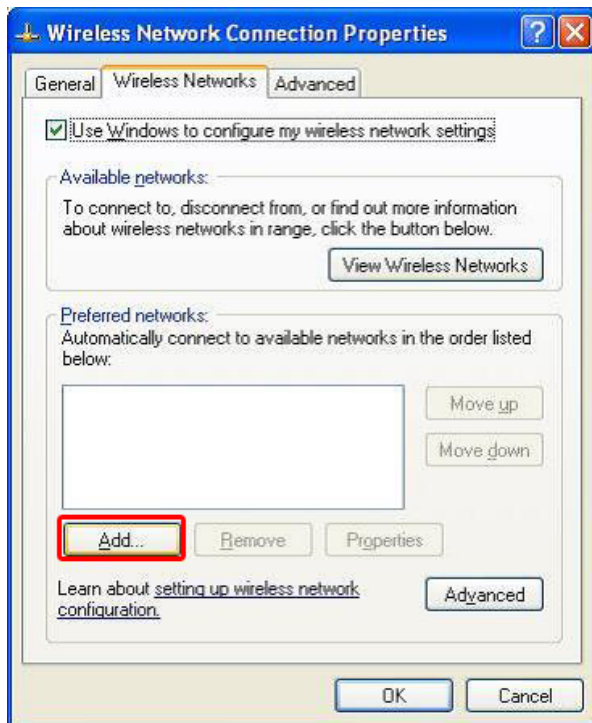 Wireless Network Connection Properties
General Wireless Networks Advanced
Use Windows to configure my wireless network settings
Available networks:
To connect to, disconnect from, or find out more information
about wireless networks in range, click the button below.
View Wireless Networks
Preferred networks:
Automatically connect to available networks in the order listed
below:
Move up
Move down
Add... Remove Properties
Learn about setting up wireless network
configuration.
Advanced
OK Cancel